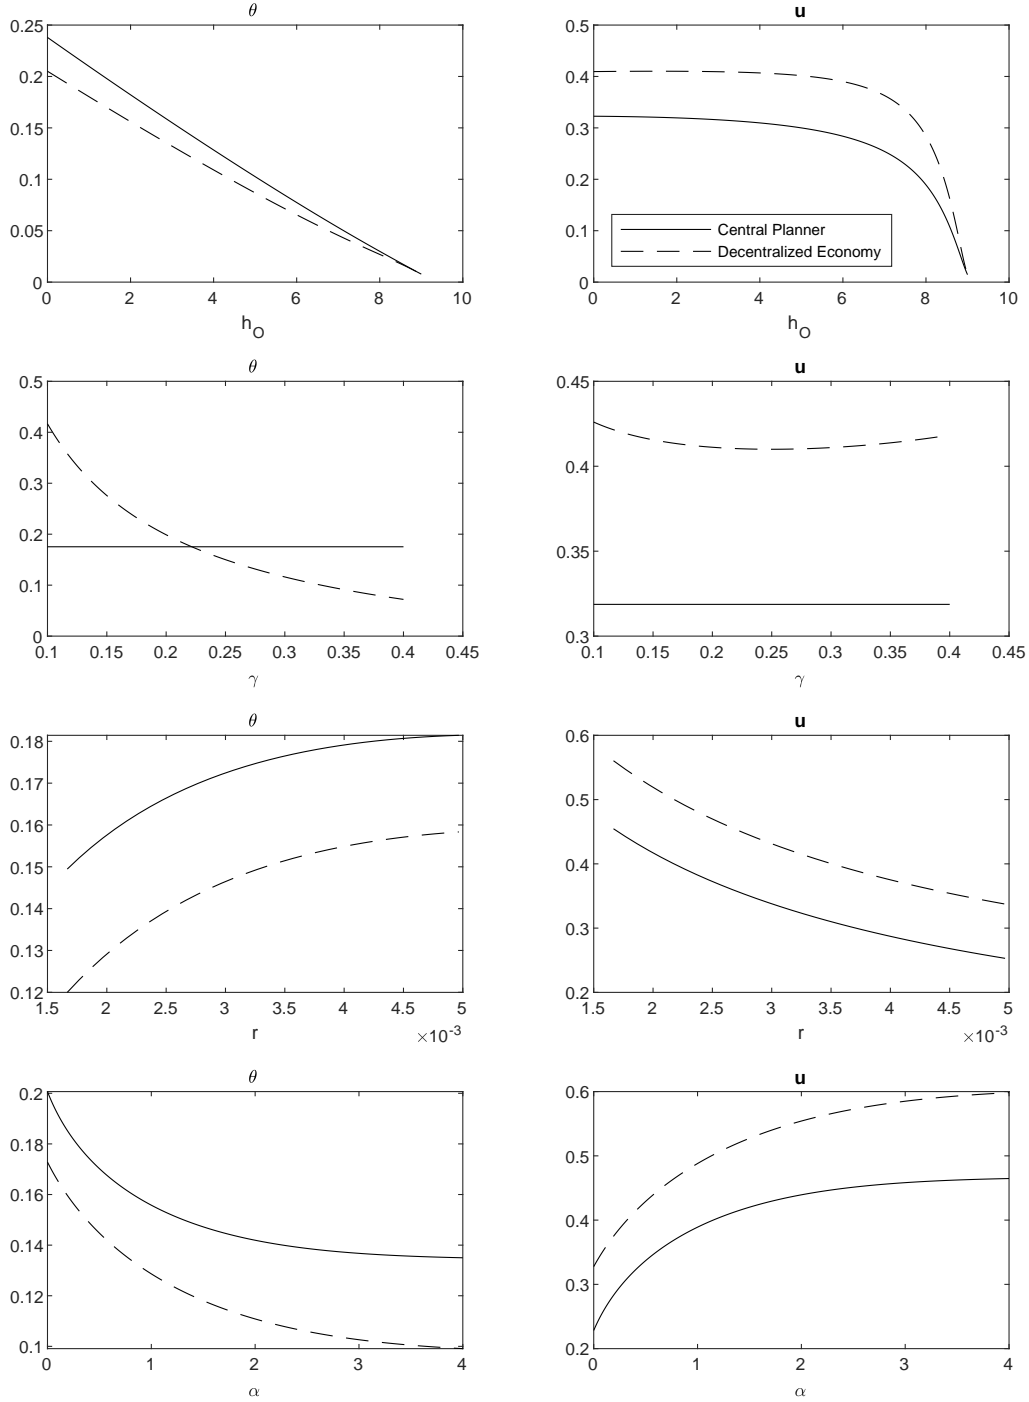 θ
u
0.25
0.2
0.15
0.1
0.05
0
0 2 4 6 8 10
h_O
0.5
0.4
0.3
0.2
0.1
0
Central Planner
Decentralized Economy
0 2 4 6 8 10
h_O
θ
u
0.5
0.4
0.3
0.2
0.1
0
0.1 0.15 0.2 0.25 0.3 0.35 0.4 0.45
γ
0.45
0.4
0.35
0.3
0.1 0.15 0.2 0.25 0.3 0.35 0.4 0.45
γ
θ
u
0.18
0.17
0.16
0.15
0.14
0.13
0.12
1.5 2 2.5 3 3.5 4 4.5 5
r
×10-3
0.6
0.5
0.4
0.3
0.2
1.5 2 2.5 3 3.5 4 4.5 5
r
×10-3
θ
u
0.2
0.18
0.16
0.14
0.12
0.1
0 1 2 3 4
α
0.6
0.5
0.4
0.3
0.2
0 1 2 3 4
α